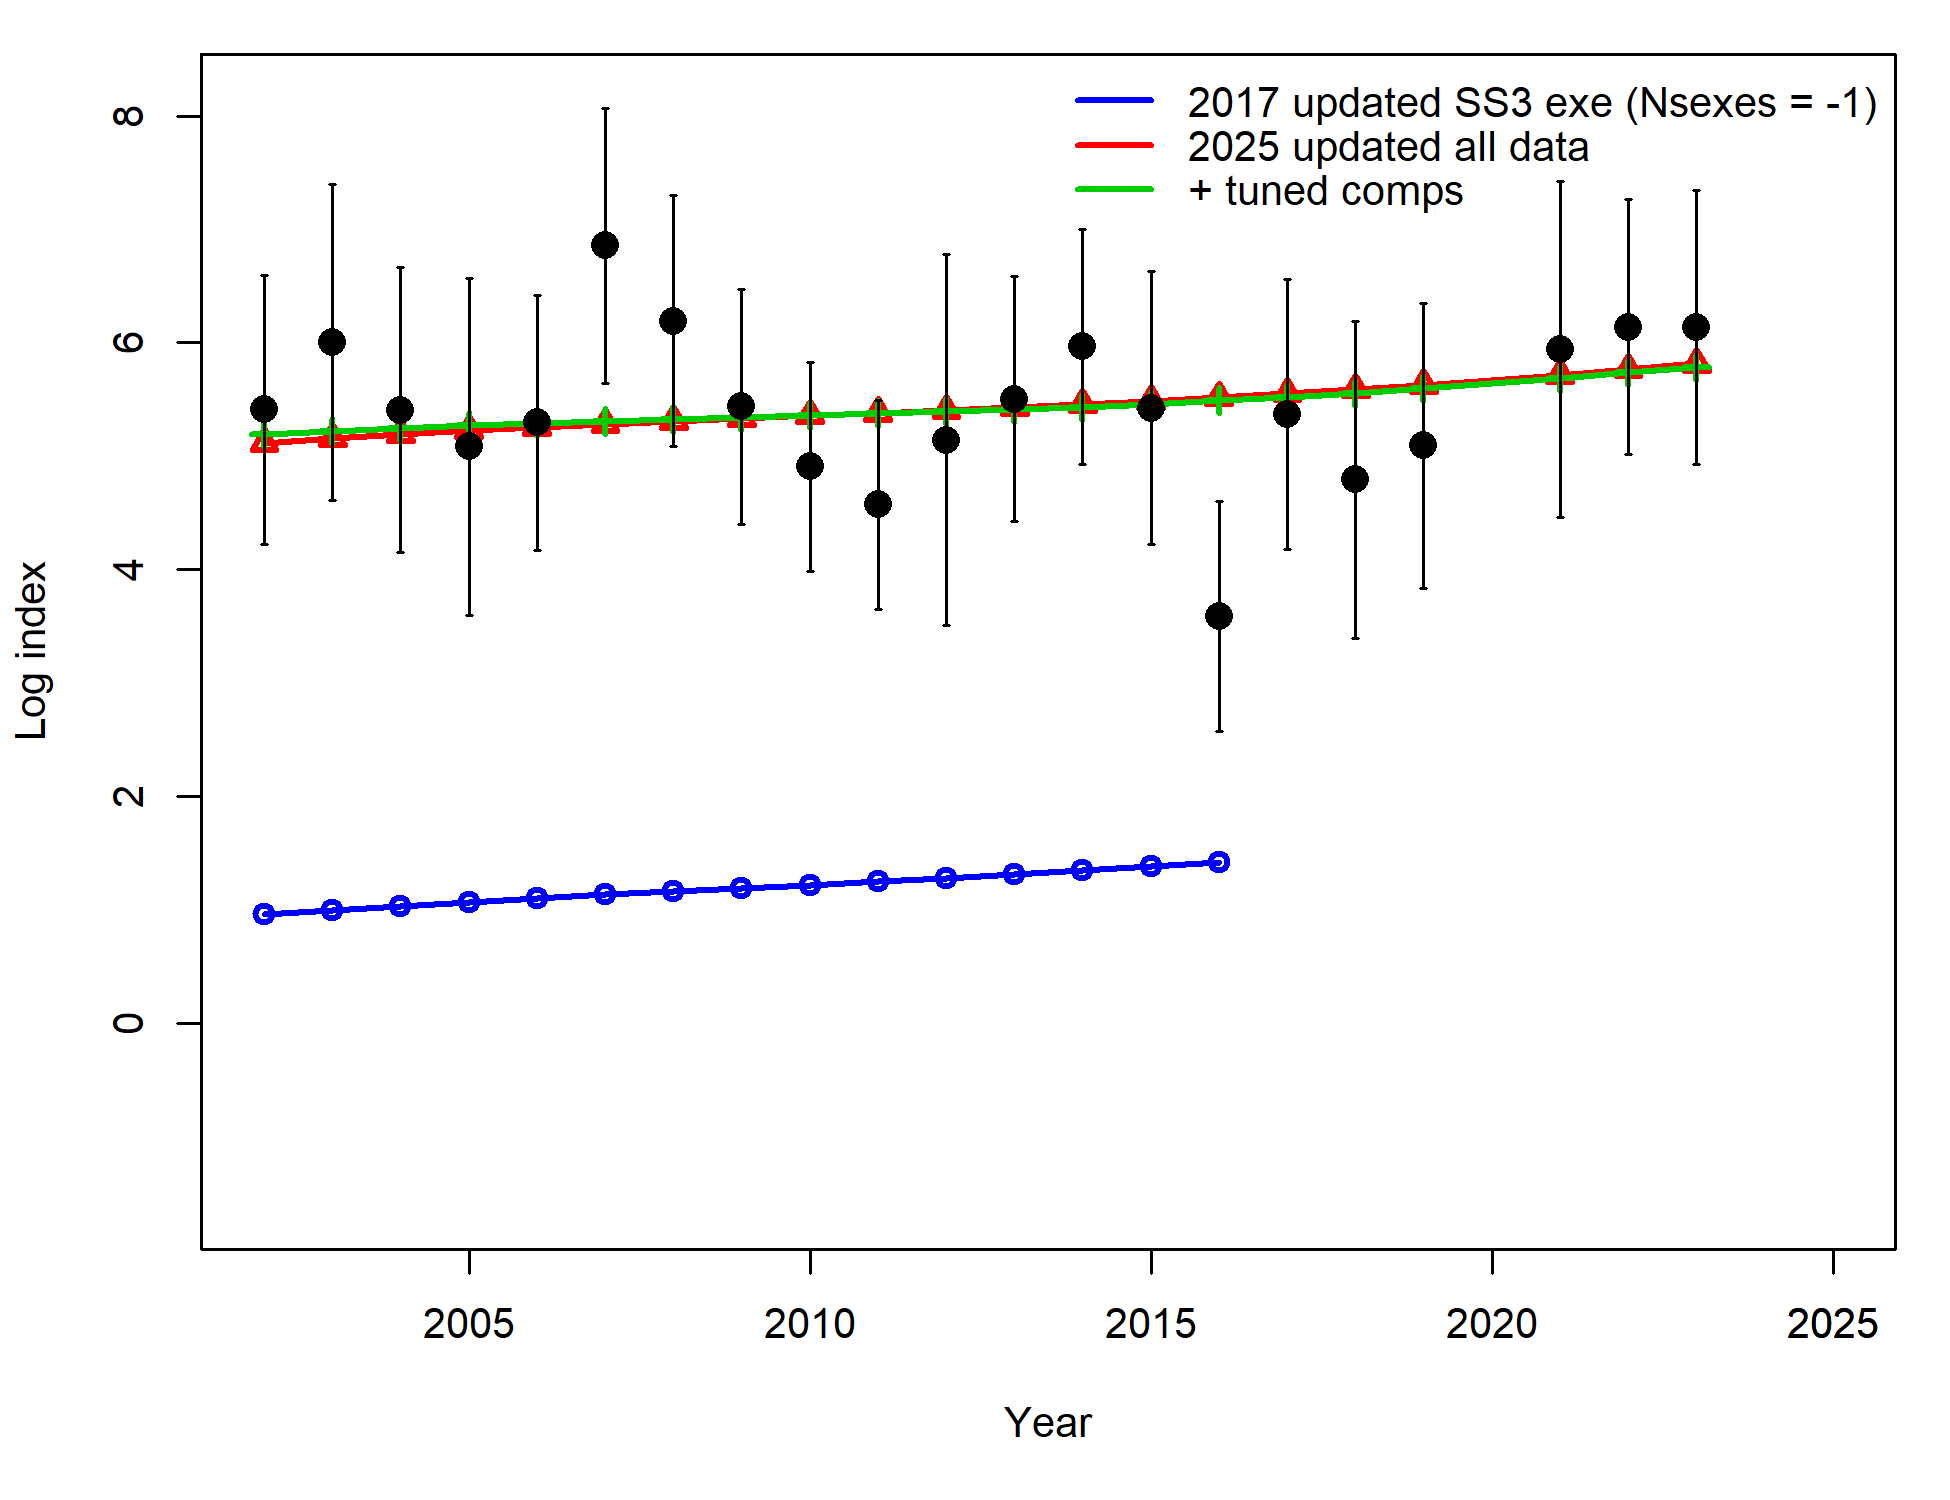 2017 updated SS3 exe (Nsexes = -1)
2025 updated all data
+ tuned comps
8
6
4
2
0
Log index
2005
2010
2015
2020
2025
Year